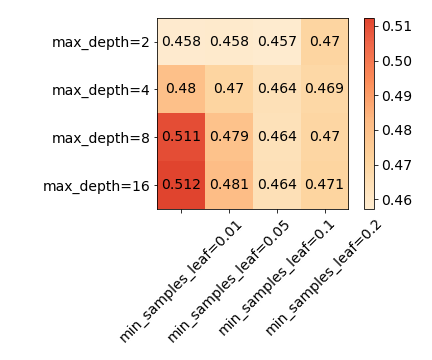 max_depth=2 0.458 0.458 0.457 0.47
max_depth=4 0.48 0.47 0.464 0.469
max_depth=8 0.511 0.479 0.464 0.47
max_depth=16 0.512 0.481 0.464 0.471
min_samples_leaf=0.01
min_samples_leaf=0.05
min_samples_leaf=0.1
min_samples_leaf=0.2
0.51
0.50
0.49
0.48
0.47
0.46